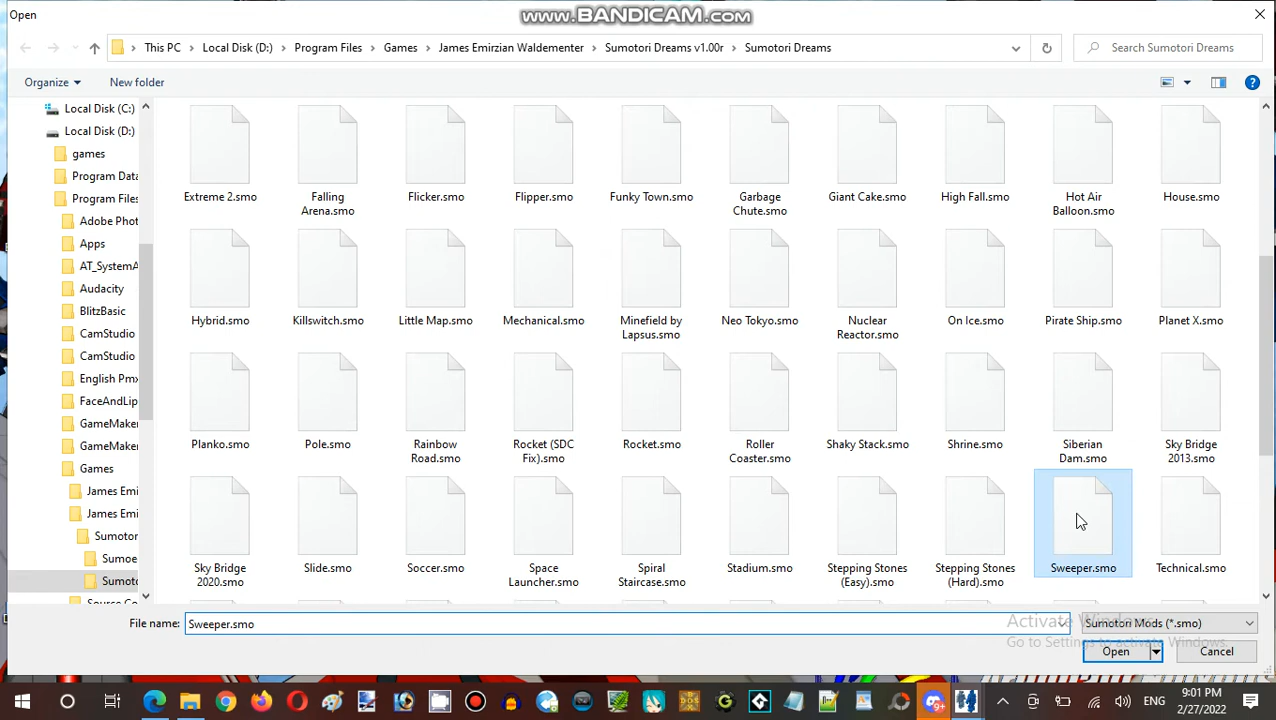 Open
www.BANDICAM.com
This PC > Local Disk (D:) > Program Files > Games > James Emirzian Waldementer > Sumotori Dreams v1.00r > Sumotori Dreams
Search Sumotori Dreams
Organize
New folder
Local Disk (C:)
Local Disk (D:)
games
Program Data
Program Files
Adobe Phot
Apps
AT_SystemA
Audacity
BlitzBasic
CamStudio
CamStudio
English Pmx
FaceAndLip
GameMaker
GameMaker
Games
James Emi
James Emi
Sumoto
Sumoe
Sumoto
Extreme 2.smo
Falling
Arena.smo
Flicker.smo
Flipper.smo
Funky Town.smo
Garbage
Chute.smo
Giant Cake.smo
High Fall.smo
Hot Air
Balloon.smo
House.smo
Hybrid.smo
Killswitch.smo
Little Map.smo
Mechanical.smo
Minefield by
Lapsus.smo
Neo Tokyo.smo
Nuclear
Reactor.smo
On Ice.smo
Pirate Ship.smo
Planet X.smo
Planko.smo
Pole.smo
Rainbow
Road.smo
Rocket (SDC
Fix).smo
Rocket.smo
Roller
Coaster.smo
Shaky Stack.smo
Shrine.smo
Siberian
Dam.smo
Sky Bridge
2013.smo
Sky Bridge
2020.smo
Slide.smo
Soccer.smo
Space
Launcher.smo
Spiral
Staircase.smo
Stadium.smo
Stepping Stones
(Easy).smo
Stepping Stones
(Hard).smo
Sweeper.smo
Technical.smo
File name:
Sweeper.smo
Sumotori Mods (*.smo)
Activate Windows
Go to Settings to activate Windows.
Open
Cancel
ENG
9:01 PM
2/27/2022